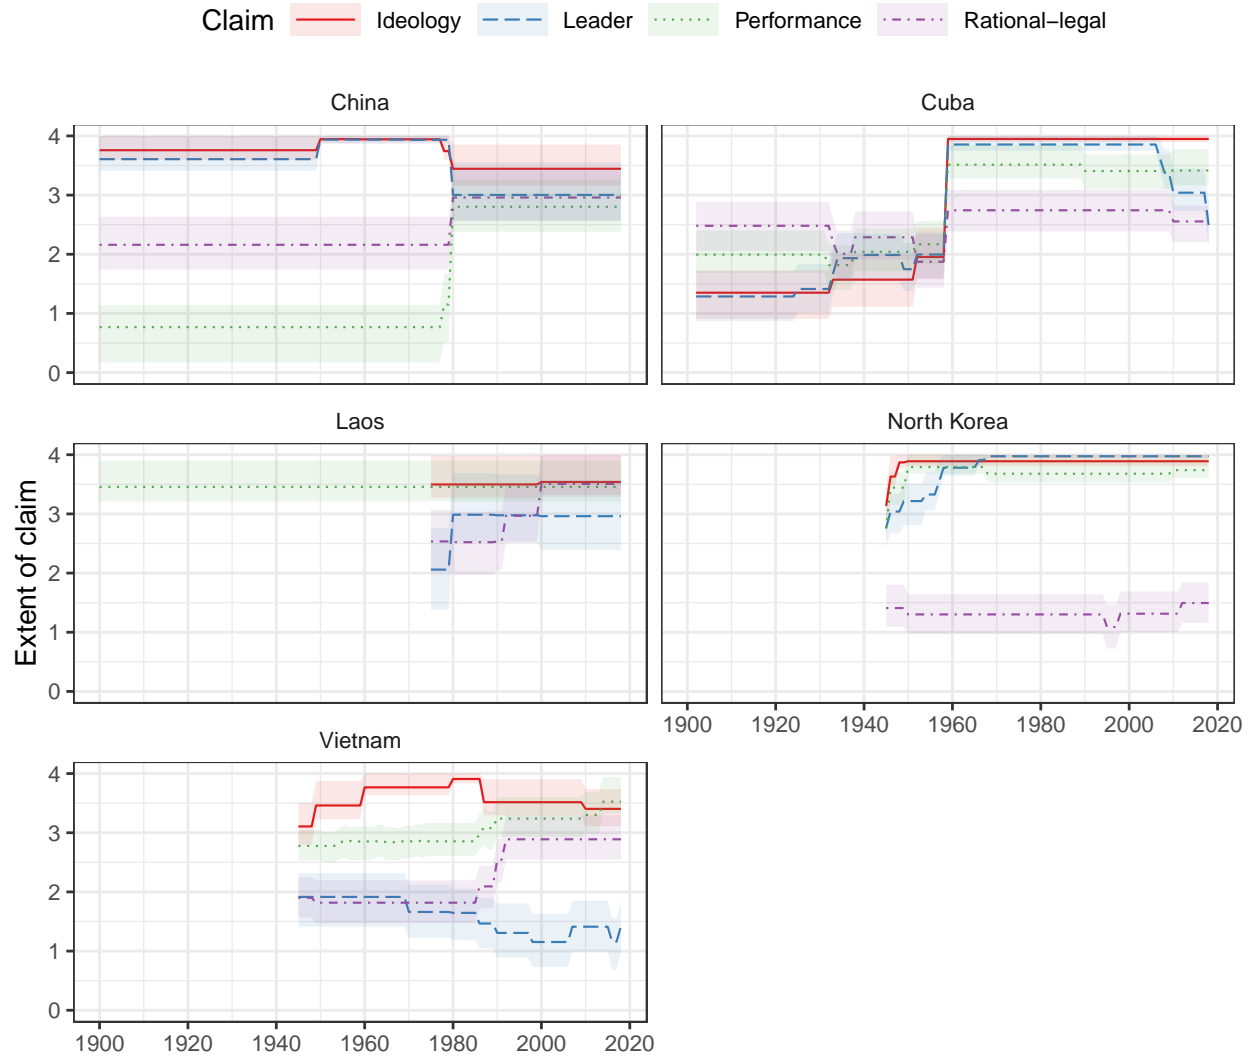 Claim Ideology Leader Performance Rational−legal
China Cuba
4
3
2
1
0
Laos North Korea
4
3
2
1
0
Extent of claim
1900 1920 1940 1960 1980 2000 2020
Vietnam
4
3
2
1
0
1900 1920 1940 1960 1980 2000 2020